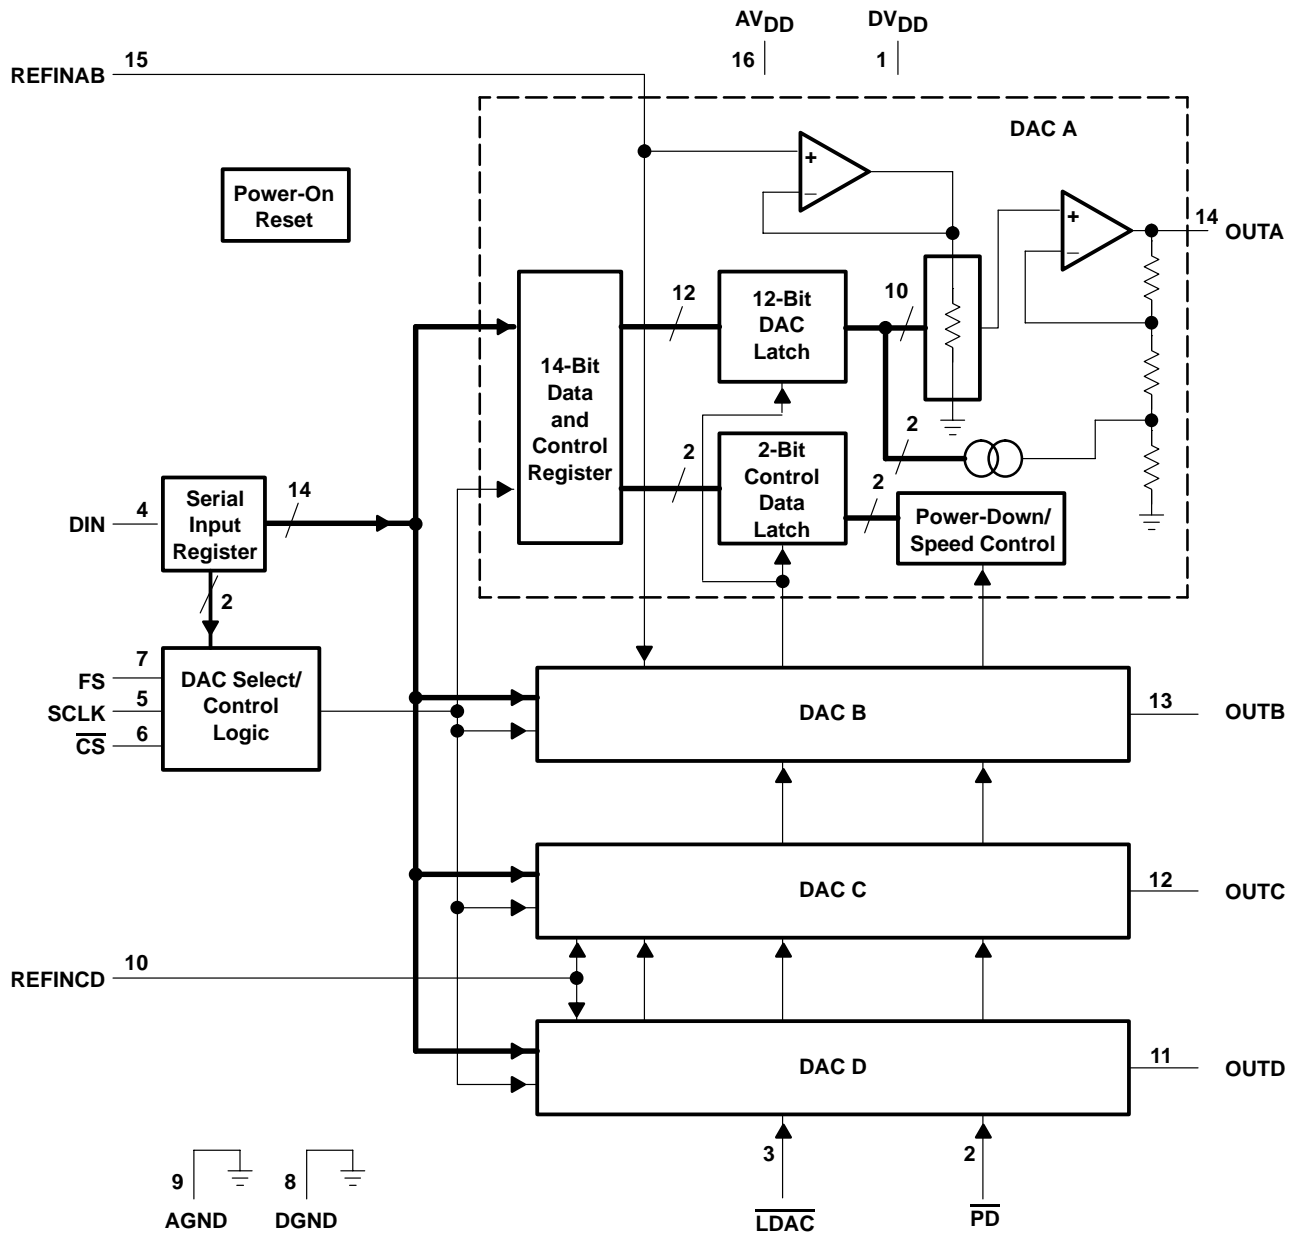 AVDD
DVDD
16
1
REFINAB
15
DAC A
Power-On
Reset
+
–
+
–
14
OUTA
12
12-Bit
DAC
Latch
10
14-Bit
Data
and
Control
Register
2
2-Bit
Control
Data
Latch
2
2
Power-Down/
Speed Control
DIN
4
Serial
Input
Register
14
2
FS
7
SCLK
5
CS
6
DAC Select/
Control
Logic
DAC B
13
OUTB
DAC C
12
OUTC
REFINCD
10
DAC D
11
OUTD
9
AGND
8
DGND
3
LDAC
2
PD